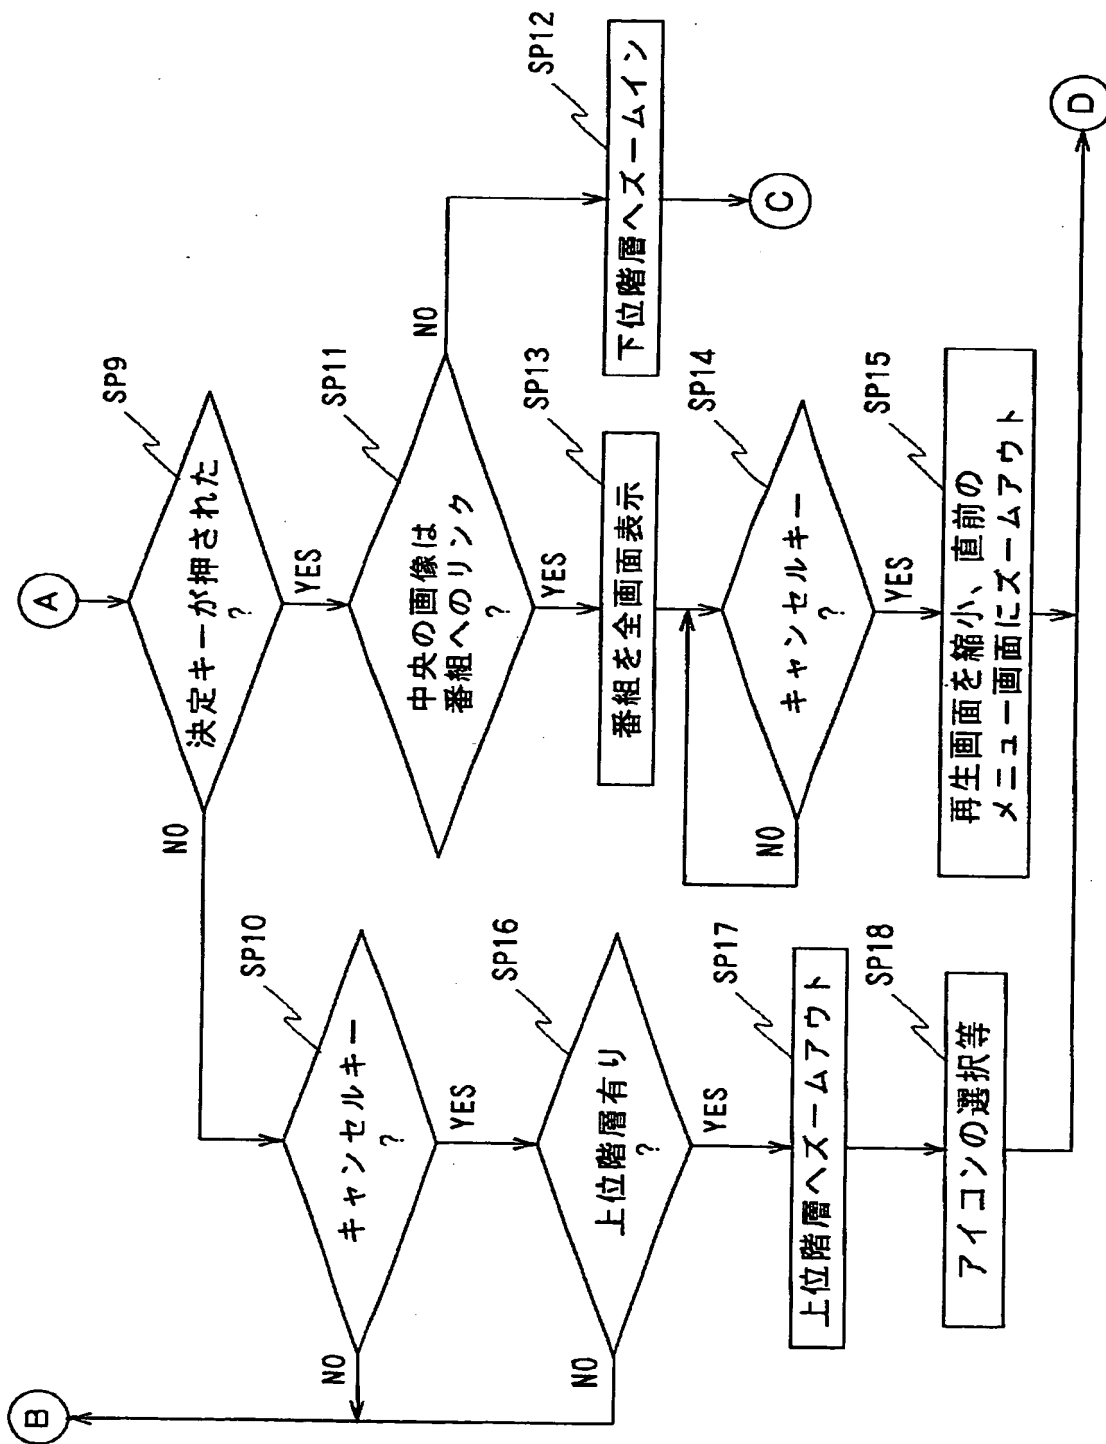 A
SP9
決定キーが押された
?
NO
YES
SP11
中央の画像は
番組へのリンク
?
NO
YES
SP12
下位階層へズームイン
C
SP13
番組を全画面表示
SP14
キャンセルキー
?
NO
YES
SP15
再生画面を縮小、直前の
メニュー画面にズームアウト
SP10
キャンセルキー
?
NO
YES
B
SP16
上位階層有り
?
NO
YES
SP17
上位階層へズームアウト
SP18
アイコンの選択等
D